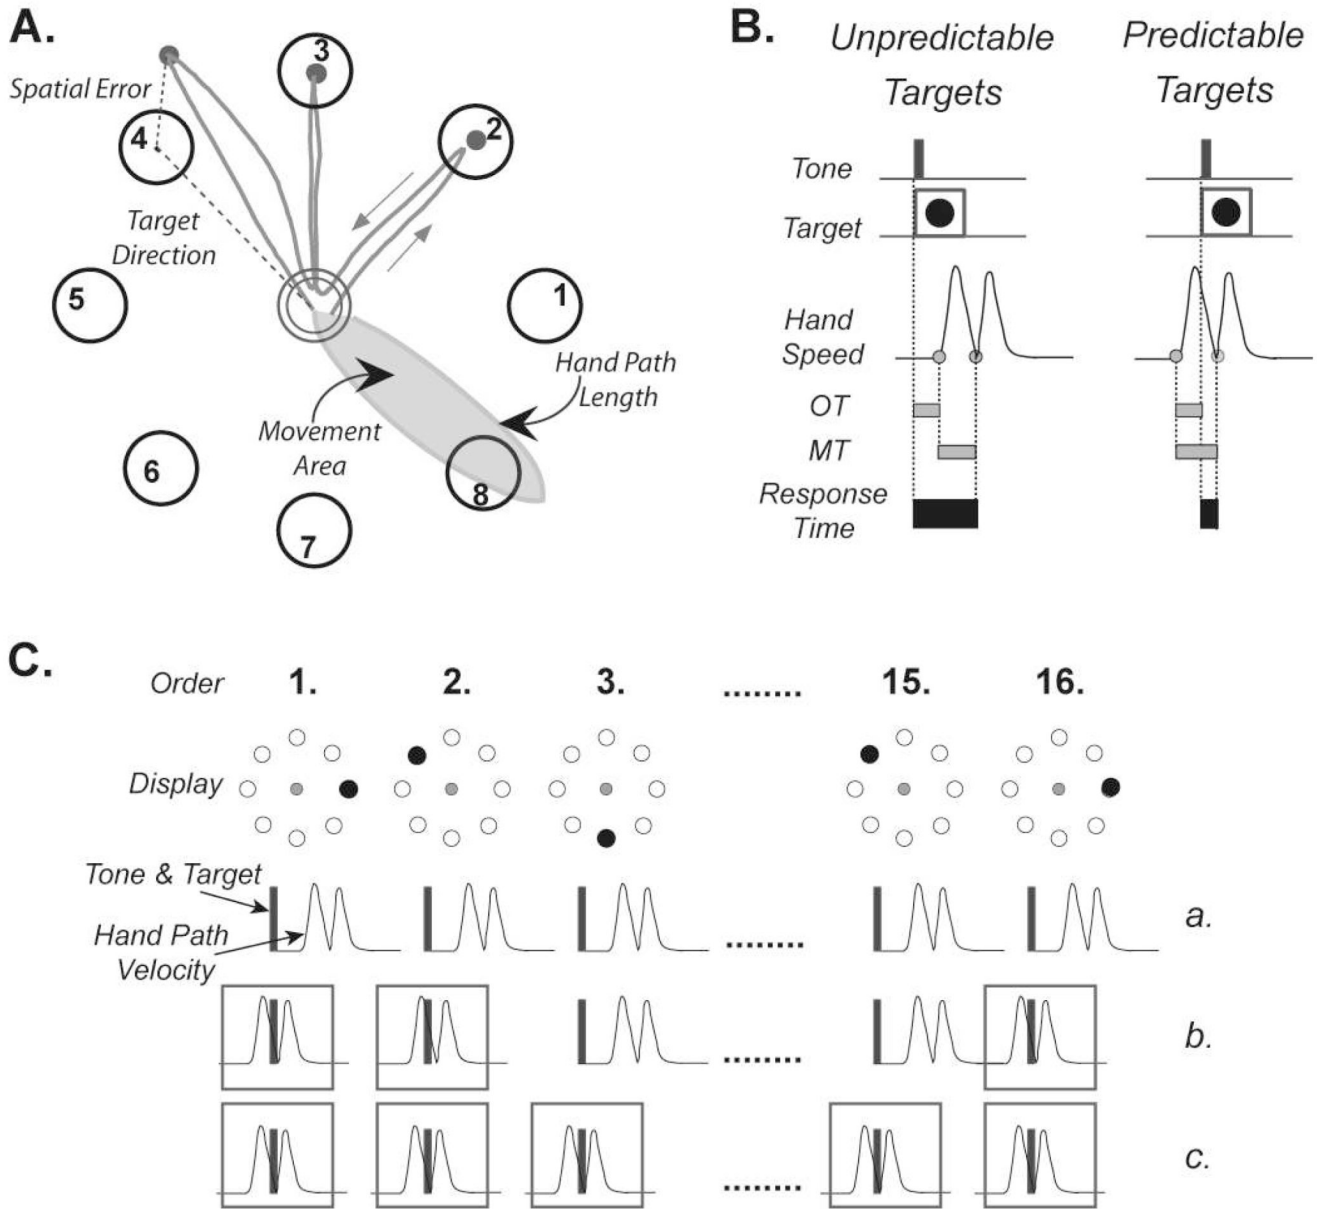 A.
3
Spatial Error
4
2
Target
Direction
5
1
Hand Path
Length
Movement
Area
6
8
7
B.
Unpredictable
Targets
Predictable
Targets
Tone
Target
Hand
Speed
OT
MT
Response
Time
C.
Order 1. 2. 3. ........ 15. 16.
Display
Tone & Target
Hand Path
Velocity
........ a.
........ b.
........ c.